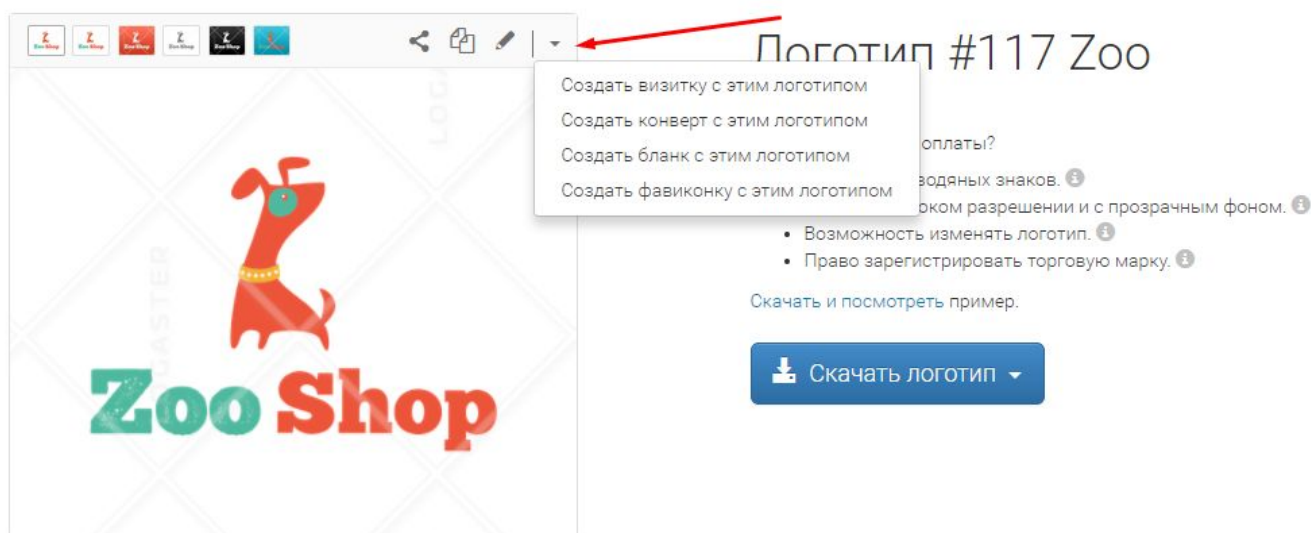 Логотип #117 Zoo
Создать визитку с этим логотипом
Создать конверт с этим логотипом
Создать бланк с этим логотипом
Создать фавиконку с этим логотипом
оплаты?
водяных знаков.
разрешении и с прозрачным фоном.
• Возможность изменять логотип.
• Право зарегистрировать торговую марку.
Скачать и посмотреть пример.
Скачать логотип
Zoo Shop